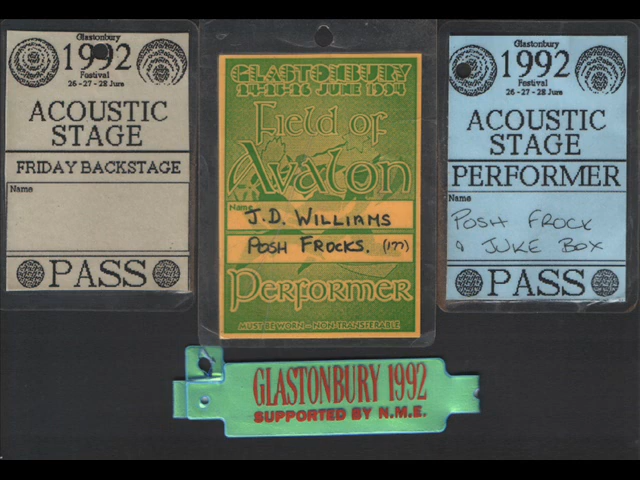 Glastonbury
1992
Festival
26 - 27 - 28 June
ACOUSTIC
STAGE
FRIDAY BACKSTAGE
Name
PASS
GLASTONBURY
24-25-26 JUNE 1994
Field of
Avalon
Name
J.D. WILLIAMS
POSH FROCKS. (177)
Performer
MUST BE WORN - NON-TRANSFERABLE
Glastonbury
1992
Festival
26 - 27 - 28 June
ACOUSTIC
STAGE
PERFORMER
Name
POSH FROCK
& JUKE BOX
PASS
GLASTONBURY 1992
SUPPORTED BY N.M.E.